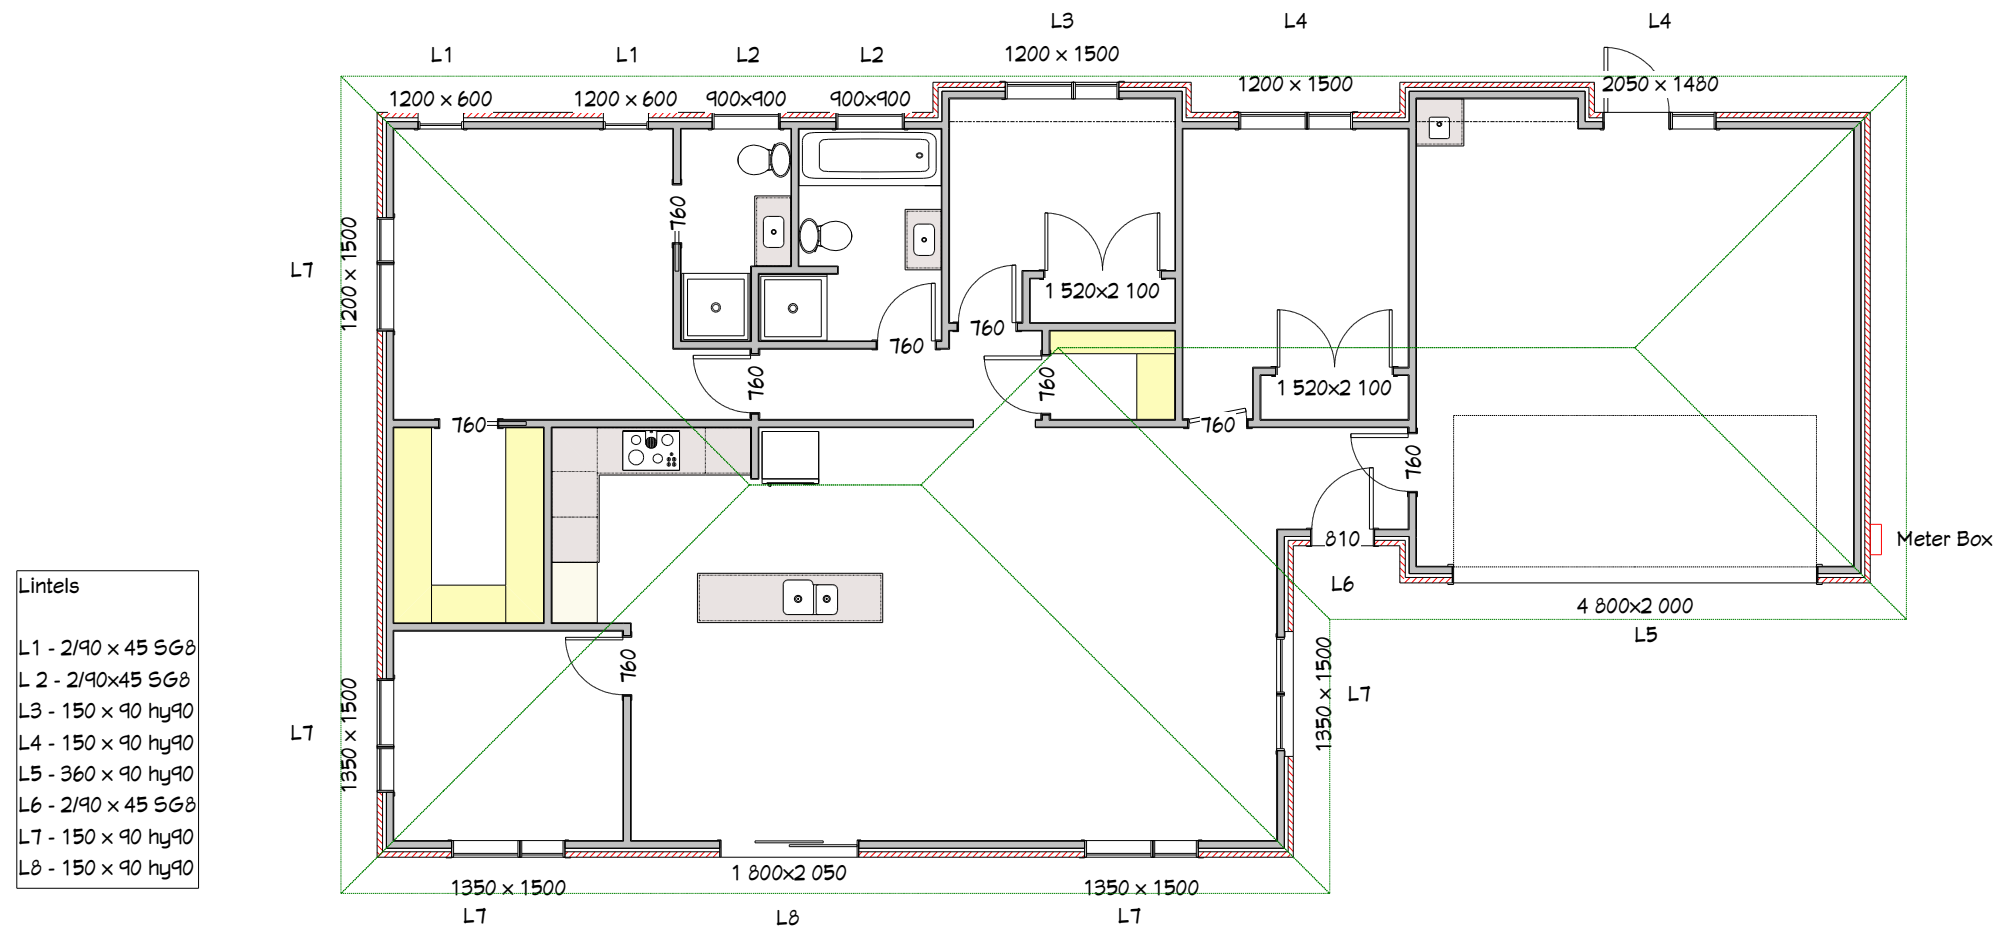 L3
L4
L4
L1
L1
L2
L2
1200 x 1500
1200 x 1500
2050 x 1480
1200 x 600
1200 x 600
900x900
900x900
760
L7
1200 x 1500
1 520x2 100
760
760
760
760
1 520x2 100
760
760
760
810
Meter Box
L6
4 800x2 000
L5
Lintels
L1 - 2/90 x 45 SG8
L 2 - 2/90x45 SG8
L3 - 150 x 90 hy90
L4 - 150 x 90 hy90
L5 - 360 x 90 hy90
L6 - 2/90 x 45 SG8
L7 - 150 x 90 hy90
L8 - 150 x 90 hy90
760
L7
1350 x 1500
1350 x 1500
L7
1350 x 1500
1 800x2 050
1350 x 1500
L7
L8
L7